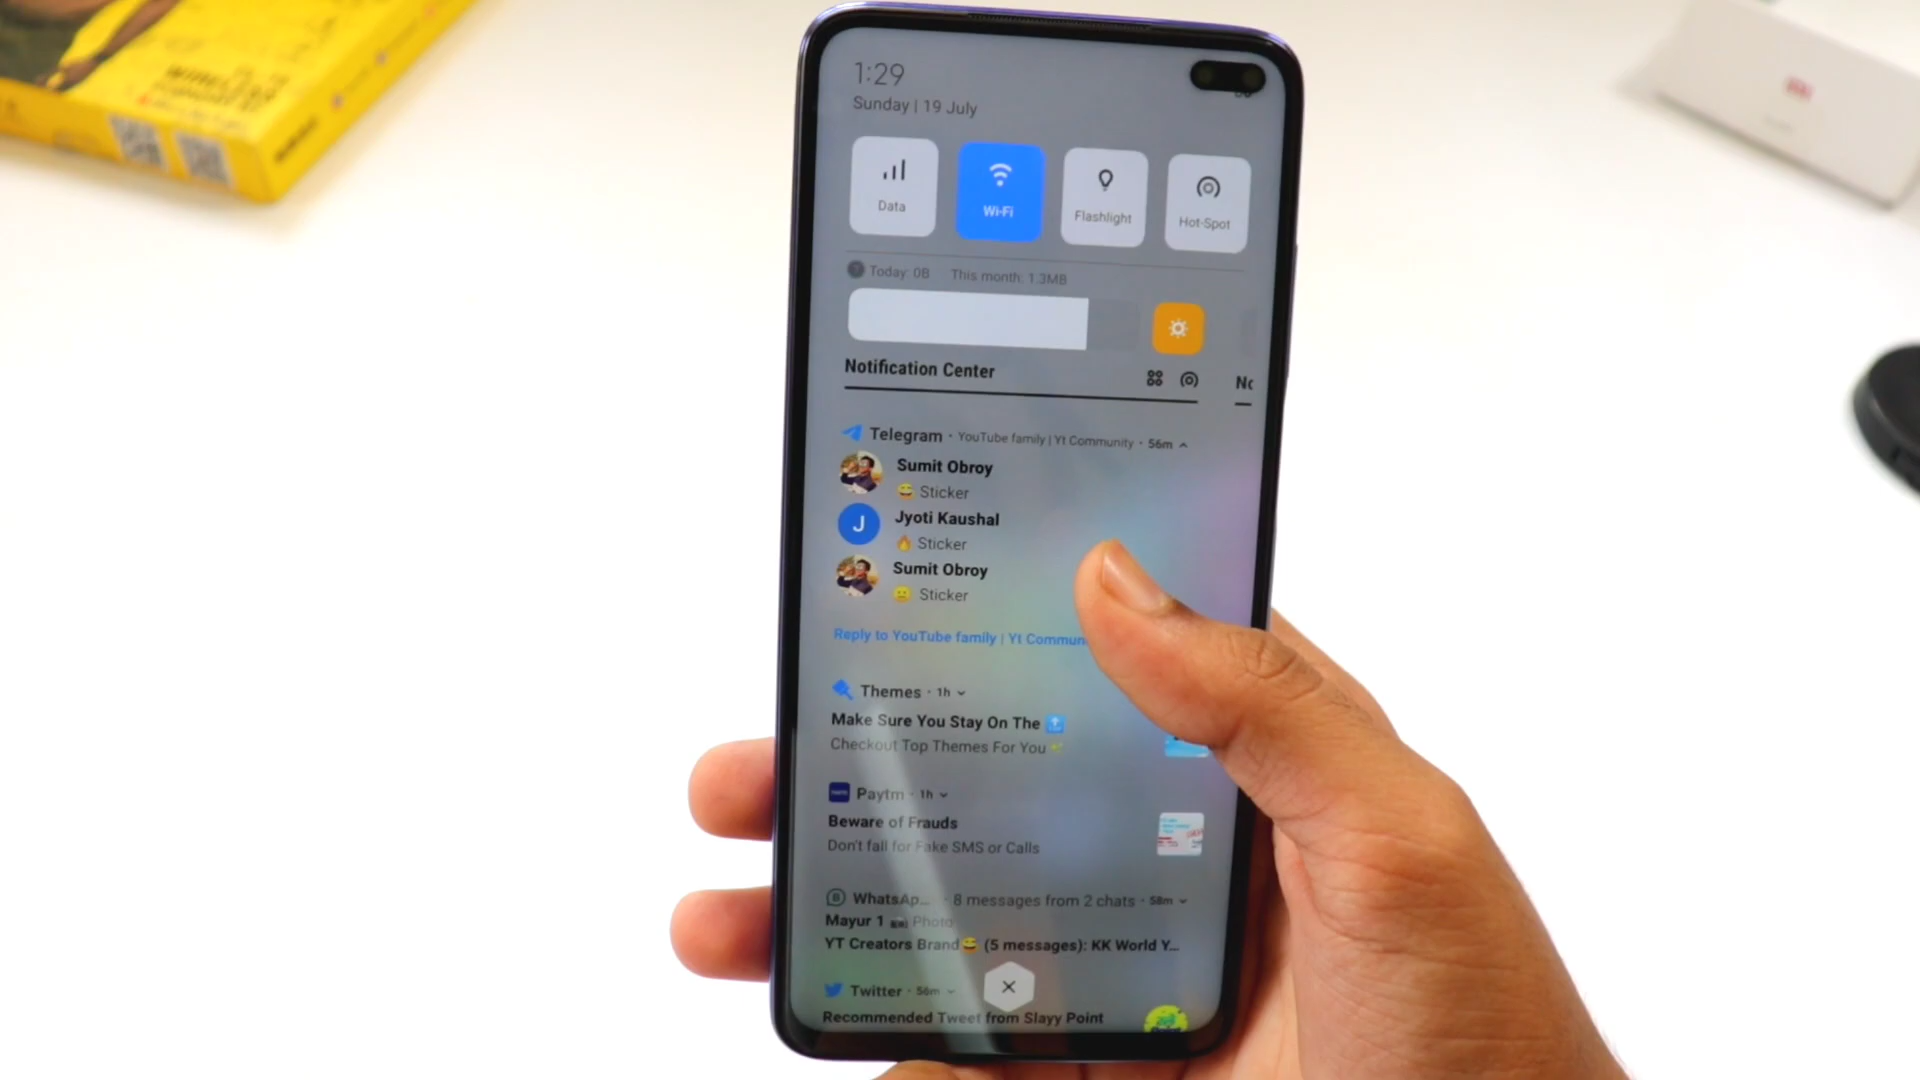 1:29
Sunday | 19 July
Data
Wi-Fi
Flashlight
Hot-Spot
Today: 0B This month: 1.3MB
Notification Center
Telegram · YouTube family | Yt Community · 56m
Sumit Obroy
😅 Sticker
J
Jyoti Kaushal
🔥 Sticker
Sumit Obroy
🙁 Sticker
Reply to YouTube family | Yt Commun
Themes · 1h
Make Sure You Stay On The
Checkout Top Themes For You
Paytm · 1h
Beware of Frauds
Don't fall for Fake SMS or Calls
WhatsAp... · 8 messages from 2 chats · 58m
Mayur 1 📷 Photo
YT Creators Brand😅 (5 messages): KK World Y...
Twitter · 56m
Recommended Tweet from Slayy Point
WIRELESS